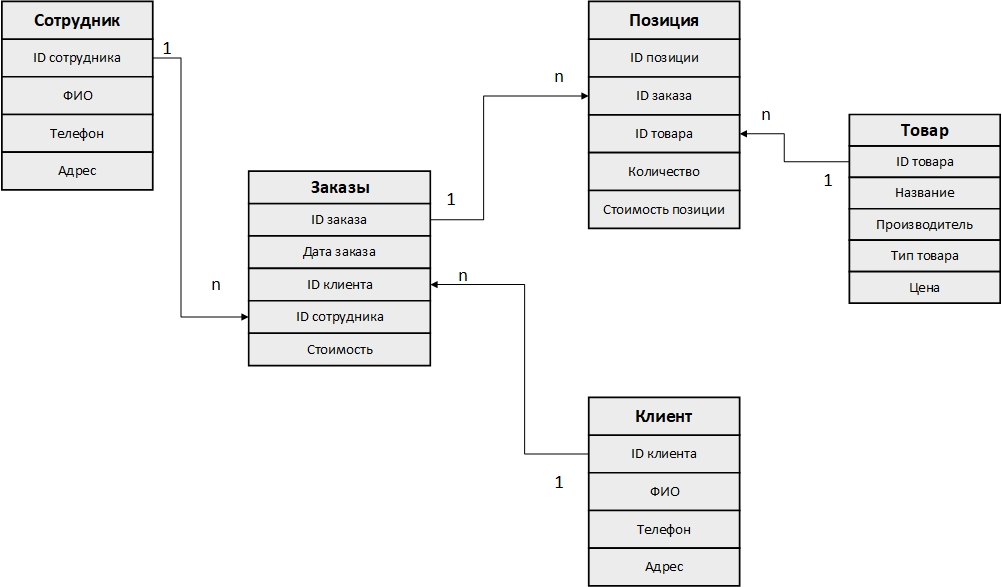 Сотрудник
ID сотрудника
ФИО
Телефон
Адрес
1
n
Заказы
ID заказа
Дата заказа
ID клиента
ID сотрудника
Стоимость
1
n
n
1
Позиция
ID позиции
ID заказа
ID товара
Количество
Стоимость позиции
n
1
Товар
ID товара
Название
Производитель
Тип товара
Цена
Клиент
ID клиента
ФИО
Телефон
Адрес